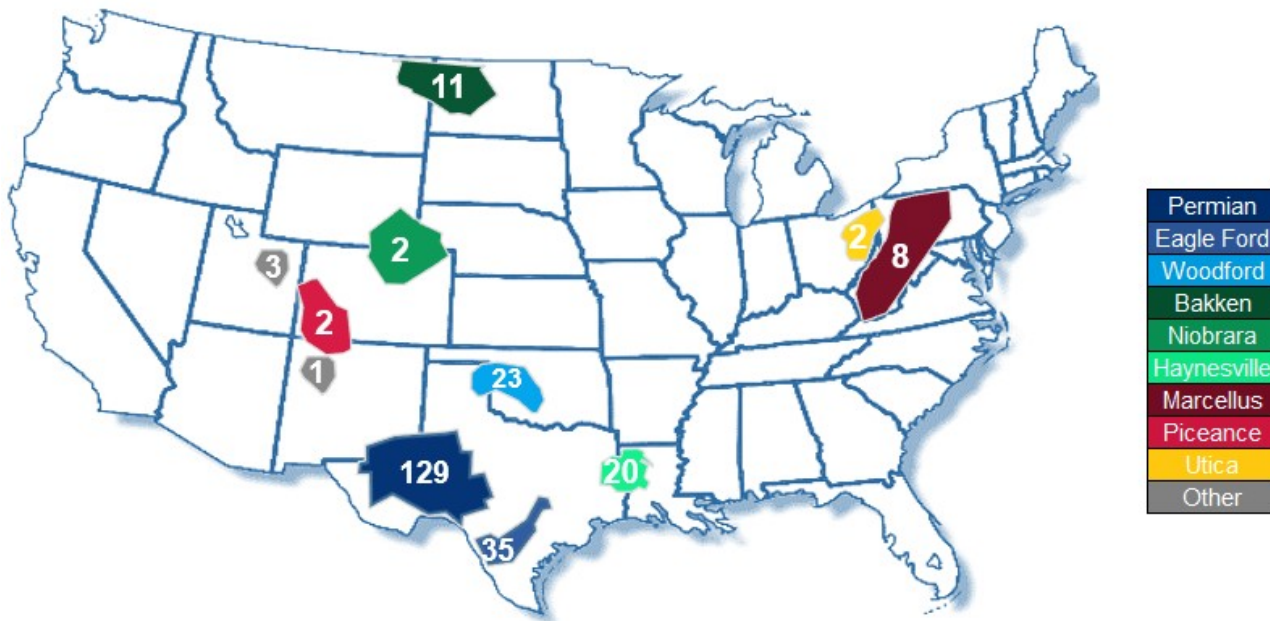 11
2
8
2
3
2
1
23
129
20
35
Permian
Eagle Ford
Woodford
Bakken
Niobrara
Haynesville
Marcellus
Piceance
Utica
Other